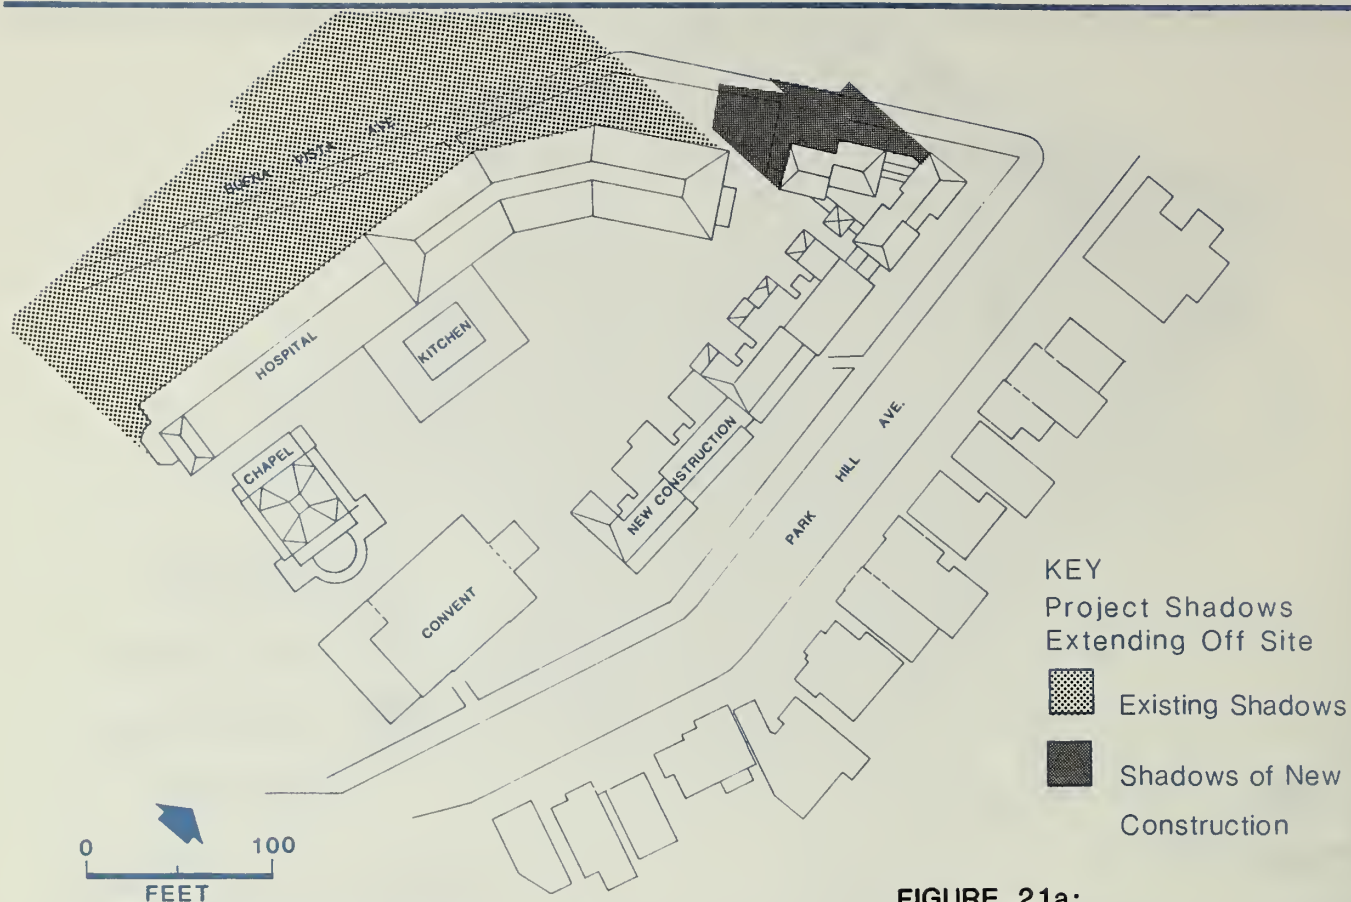 BUENA VISTA AVE.
HOSPITAL
KITCHEN
CHAPEL
NEW CONSTRUCTION
CONVENT
PARK HILL AVE.
KEY
Project Shadows
Extending Off Site
Existing Shadows
Shadows of New
Construction
0 100
FEET
FIGURE 21a: